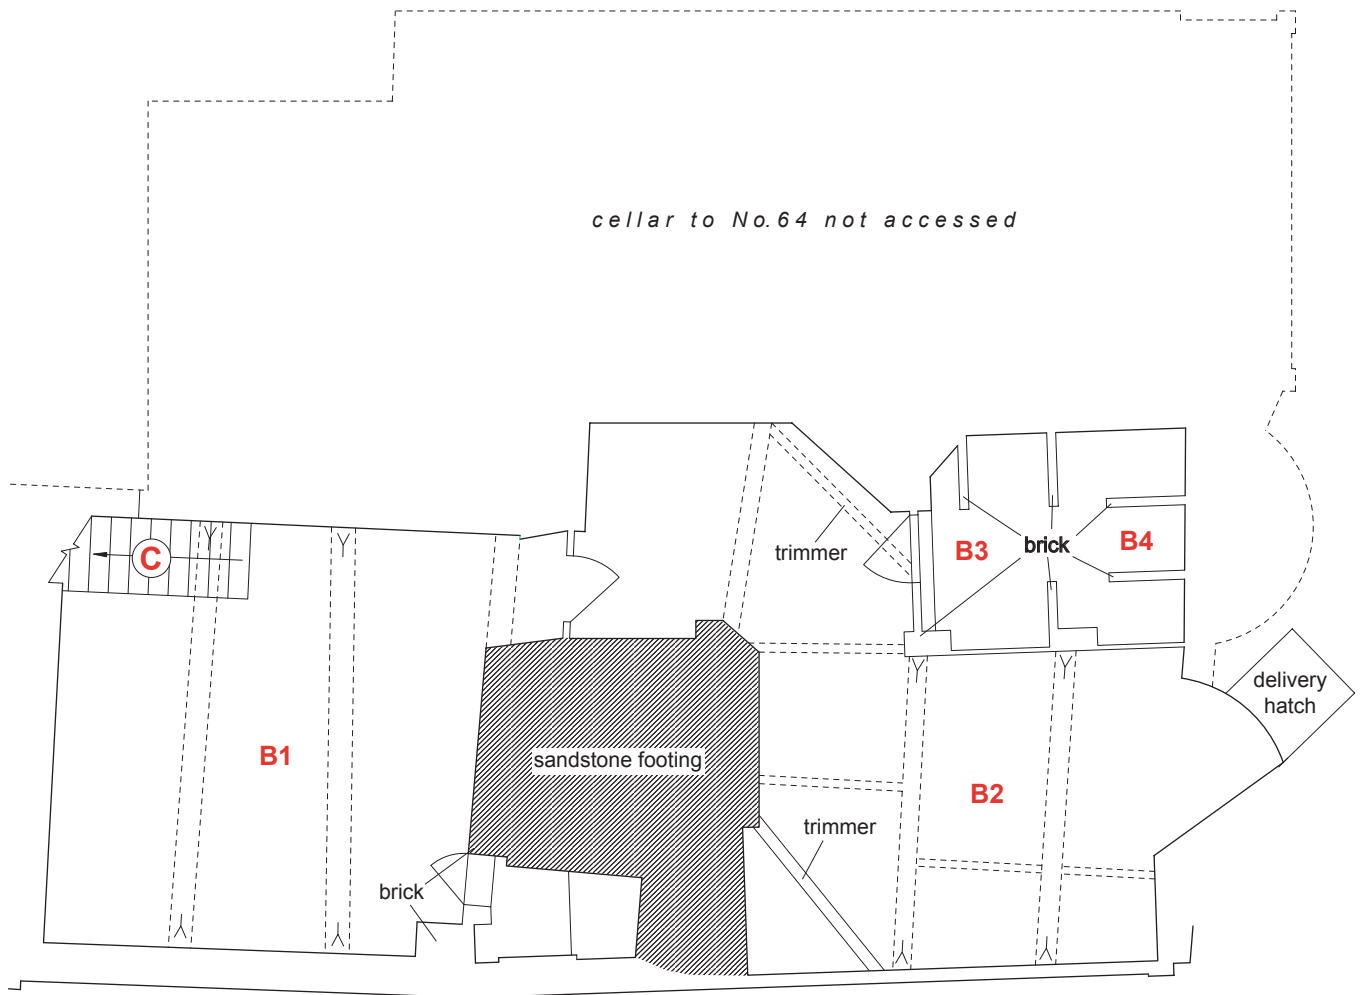 cellar to No.64 not accessed
C
trimmer
B3
brick
B4
delivery
hatch
B1
sandstone footing
B2
trimmer
brick